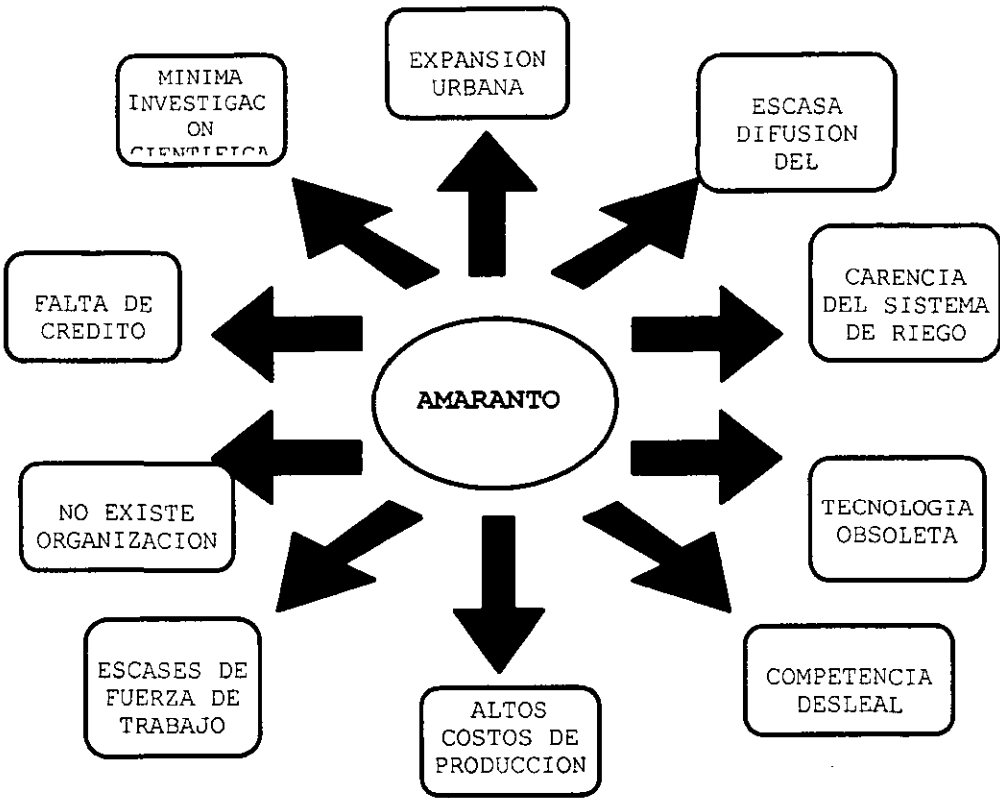 EXPANSION
URBANA
MINIMA
INVESTIGAC
ON
CIENTIFICA
ESCASA
DIFUSION
DEL
FALTA DE
CREDITO
CARENCIA
DEL SISTEMA
DE RIEGO
AMARANTO
NO EXISTE
ORGANIZACION
TECNOLOGIA
OBSOLETA
ESCASES DE
FUERZA DE
TRABAJO
ALTOS
COSTOS DE
PRODUCCION
COMPETENCIA
DESLEAL